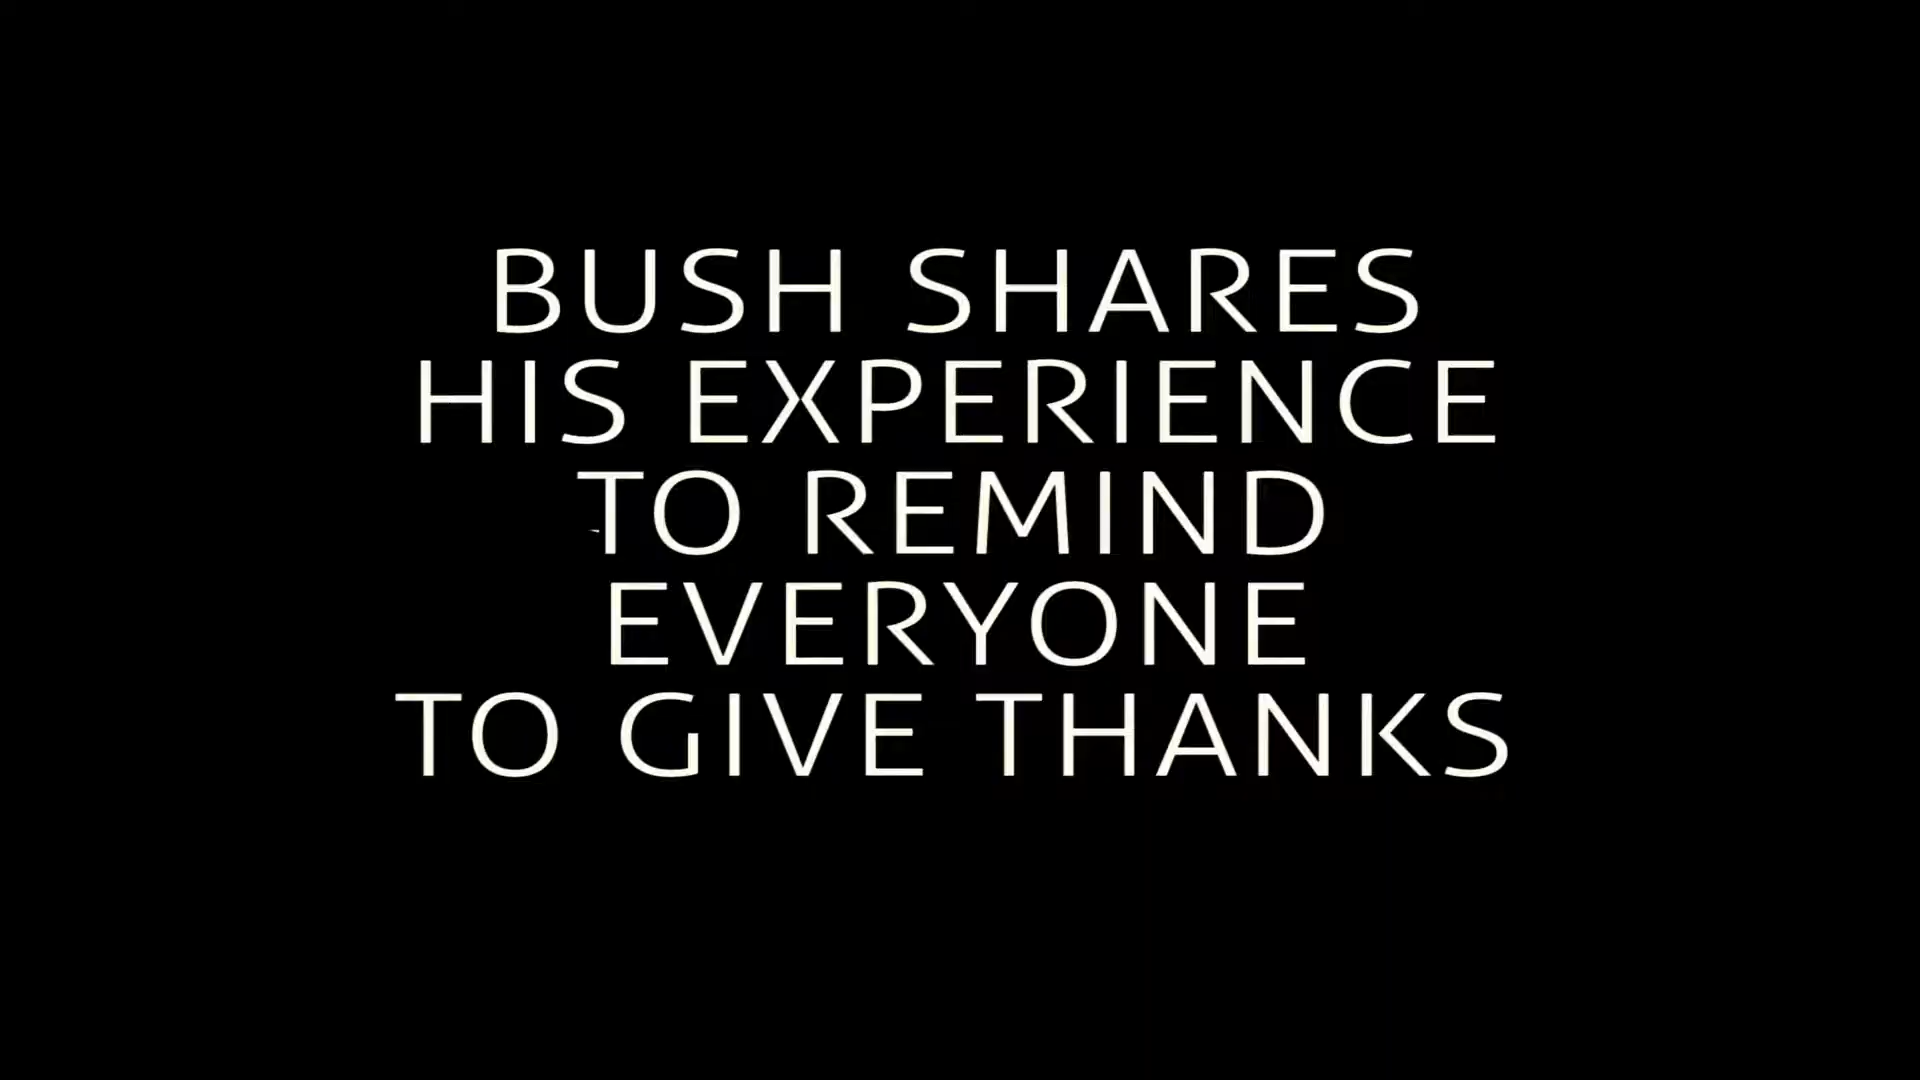 BUSH SHARES
HIS EXPERIENCE
TO REMIND
EVERYONE
TO GIVE THANKS